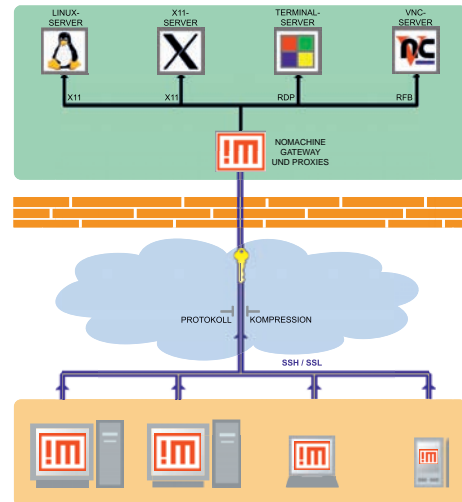 LINUX-
SERVER
X11-
SERVER
TERMINAL-
SERVER
VNC-
SERVER
X
VNC
X11
X11
RDP
RFB
!M
NOMACHINE
GATEWAY
UND PROXIES
PROTOKOLL
KOMPRESSION
SSH / SSL
!M
!M
!M
!M